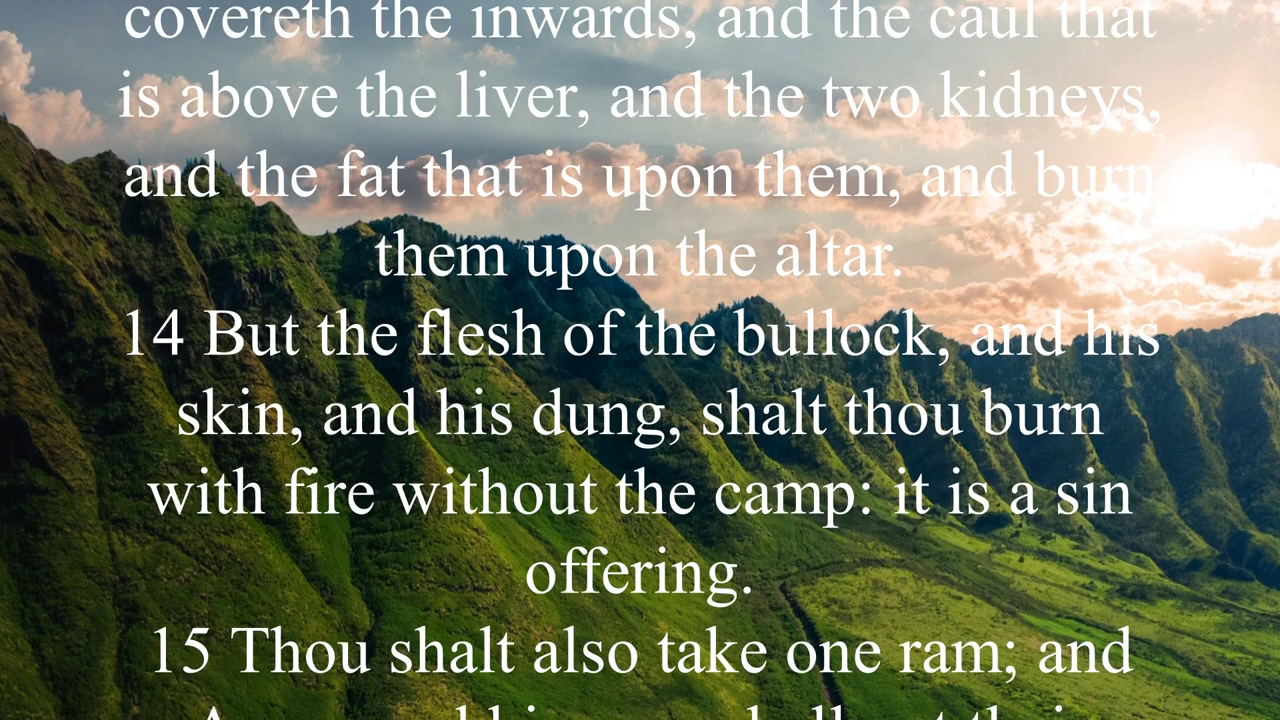 covereth the inwards, and the caul that
is above the liver, and the two kidneys,
and the fat that is upon them, and burn
them upon the altar.
14 But the flesh of the bullock, and his
skin, and his dung, shalt thou burn
with fire without the camp: it is a sin
offering.
15 Thou shalt also take one ram; and